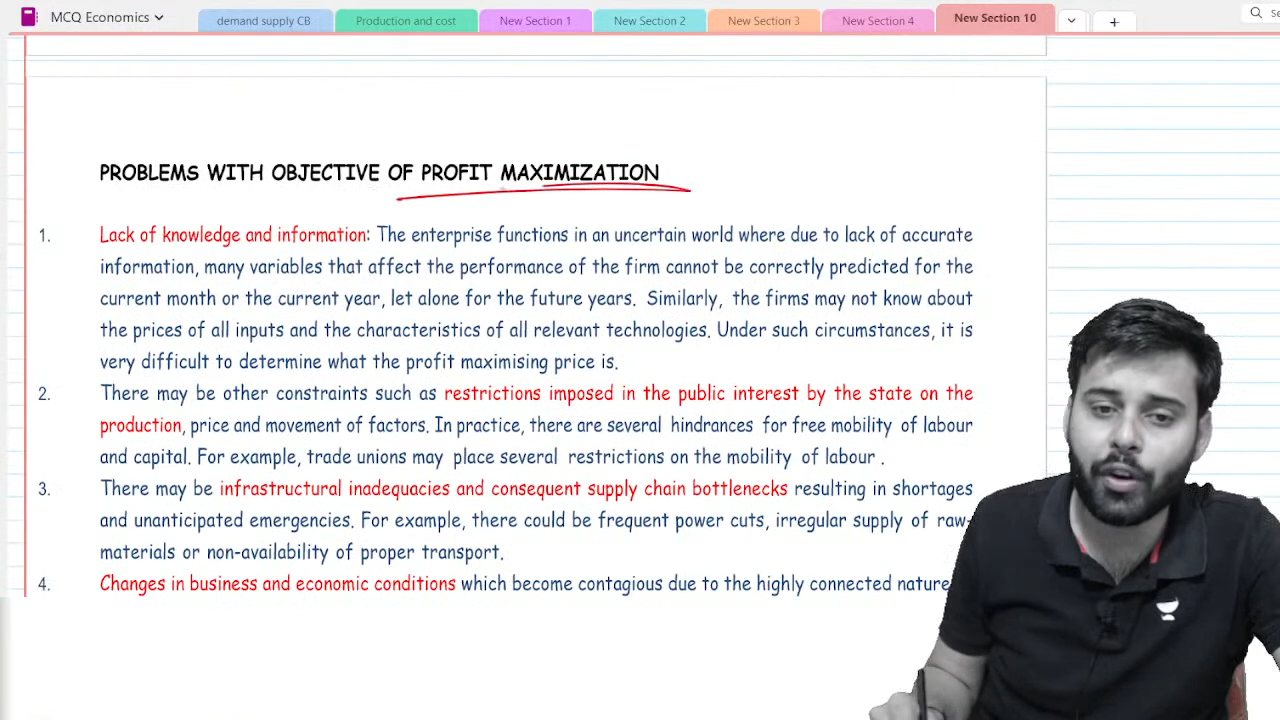 MCQ Economics
demand supply CB
Production and cost
New Section 1
New Section 2
New Section 3
New Section 4
New Section 10
PROBLEMS WITH OBJECTIVE OF PROFIT MAXIMIZATION
1. Lack of knowledge and information: The enterprise functions in an uncertain world where due to lack of accurate
information, many variables that affect the performance of the firm cannot be correctly predicted for the
current month or the current year, let alone for the future years. Similarly, the firms may not know about
the prices of all inputs and the characteristics of all relevant technologies. Under such circumstances, it is
very difficult to determine what the profit maximising price is.
2. There may be other constraints such as restrictions imposed in the public interest by the state on the
production, price and movement of factors. In practice, there are several hindrances for free mobility of labour
and capital. For example, trade unions may place several restrictions on the mobility of labour .
3. There may be infrastructural inadequacies and consequent supply chain bottlenecks resulting in shortages
and unanticipated emergencies. For example, there could be frequent power cuts, irregular supply of raw-
materials or non-availability of proper transport.
4. Changes in business and economic conditions which become contagious due to the highly connected nature